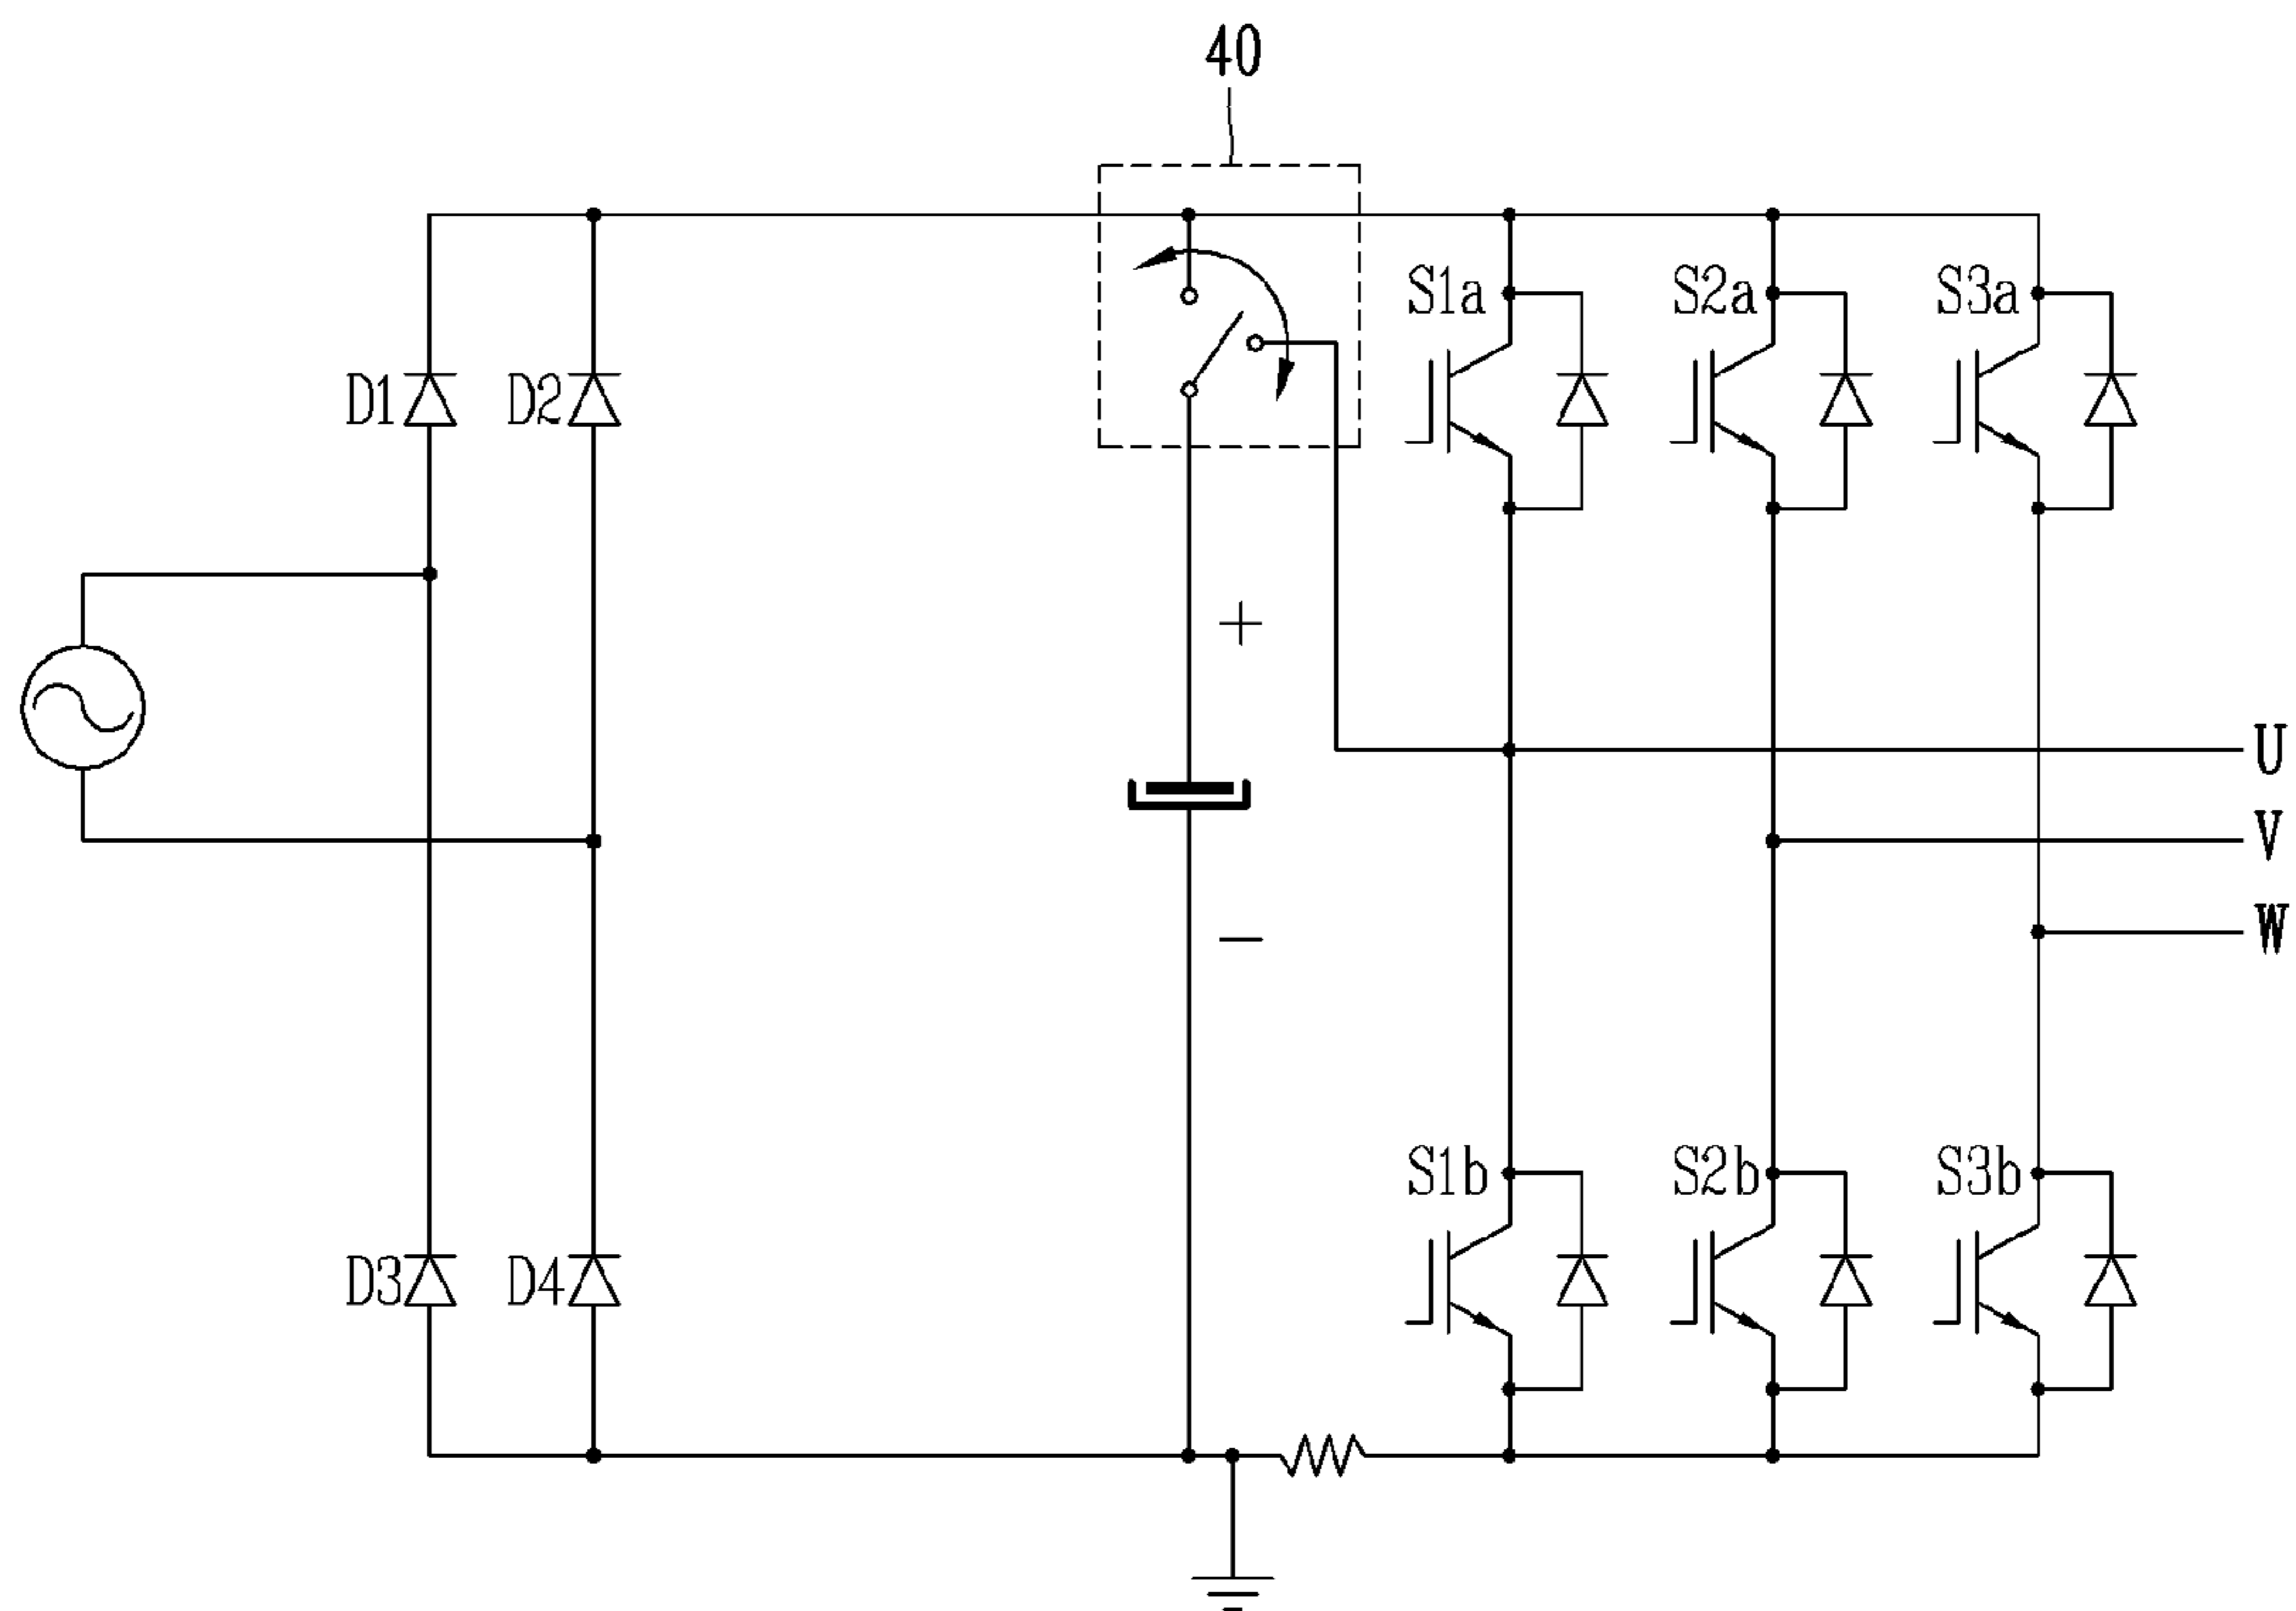 40
S1a
S2a
S3a
D1
D2
+
U
V
W
−
S1b
S2b
S3b
D3
D4